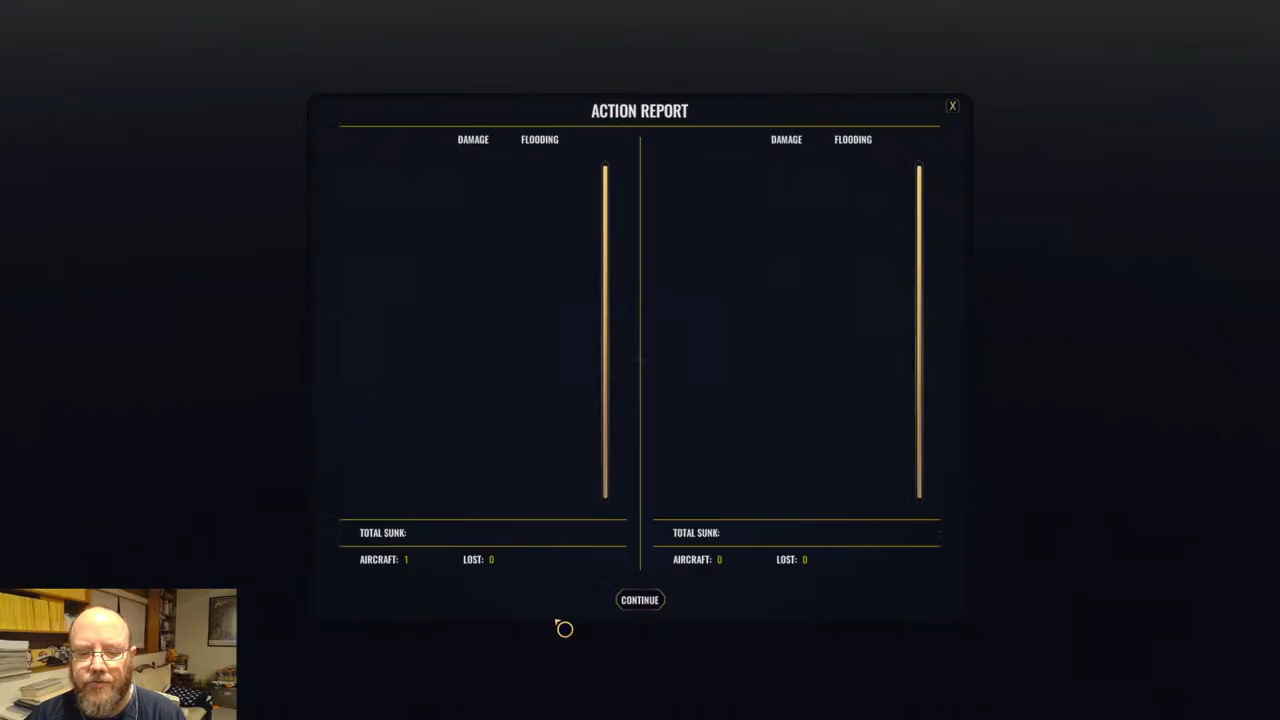 ACTION REPORT
X
DAMAGE FLOODING
DAMAGE FLOODING
TOTAL SUNK:
TOTAL SUNK:
AIRCRAFT: 1 LOST: 0
AIRCRAFT: 0 LOST: 0
CONTINUE